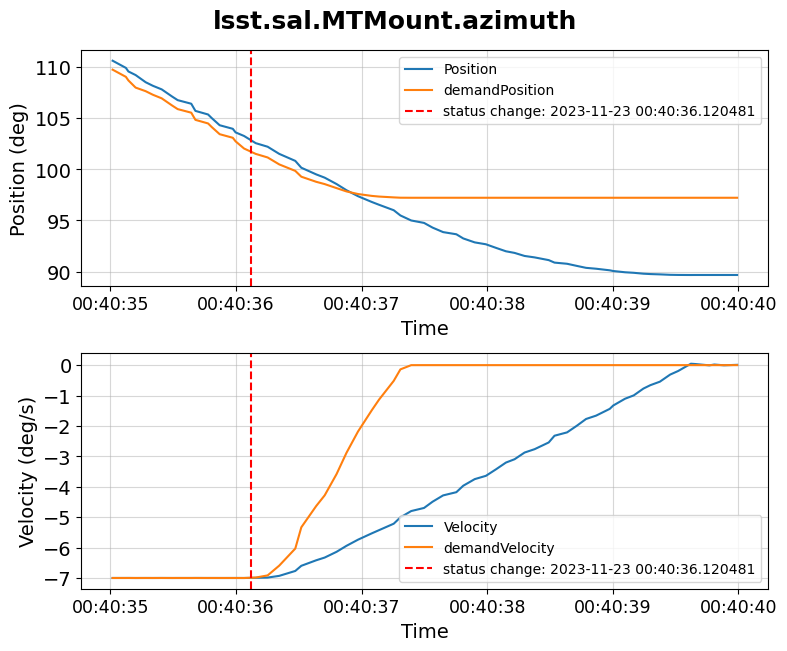 lsst.sal.MTMount.azimuth
Position (deg)
110
105
100
95
90
Position
demandPosition
status change: 2023-11-23 00:40:36.120481
00:40:35 00:40:36 00:40:37 00:40:38 00:40:39 00:40:40
Time
Velocity (deg/s)
0
−1
−2
−3
−4
−5
−6
−7
Velocity
demandVelocity
status change: 2023-11-23 00:40:36.120481
00:40:35 00:40:36 00:40:37 00:40:38 00:40:39 00:40:40
Time